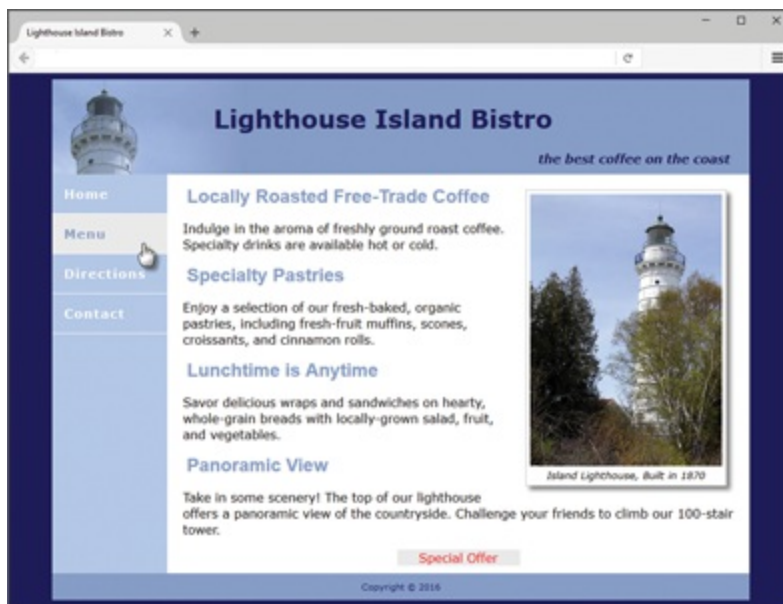 Lighthouse Island Bistro
Lighthouse Island Bistro
the best coffee on the coast
Home
Menu
Directions
Contact
Locally Roasted Free-Trade Coffee
Indulge in the aroma of freshly ground roast coffee.
Specialty drinks are available hot or cold.
Specialty Pastries
Enjoy a selection of our fresh-baked, organic
pastries, including fresh-fruit muffins, scones,
croissants, and cinnamon rolls.
Lunchtime is Anytime
Savor delicious wraps and sandwiches on hearty,
whole-grain breads with locally-grown salad, fruit,
and vegetables.
Panoramic View
Take in some scenery! The top of our lighthouse
offers a panoramic view of the countryside. Challenge your friends to climb our 100-stair
tower.
Island Lighthouse, Built in 1870
Special Offer
Copyright © 2016